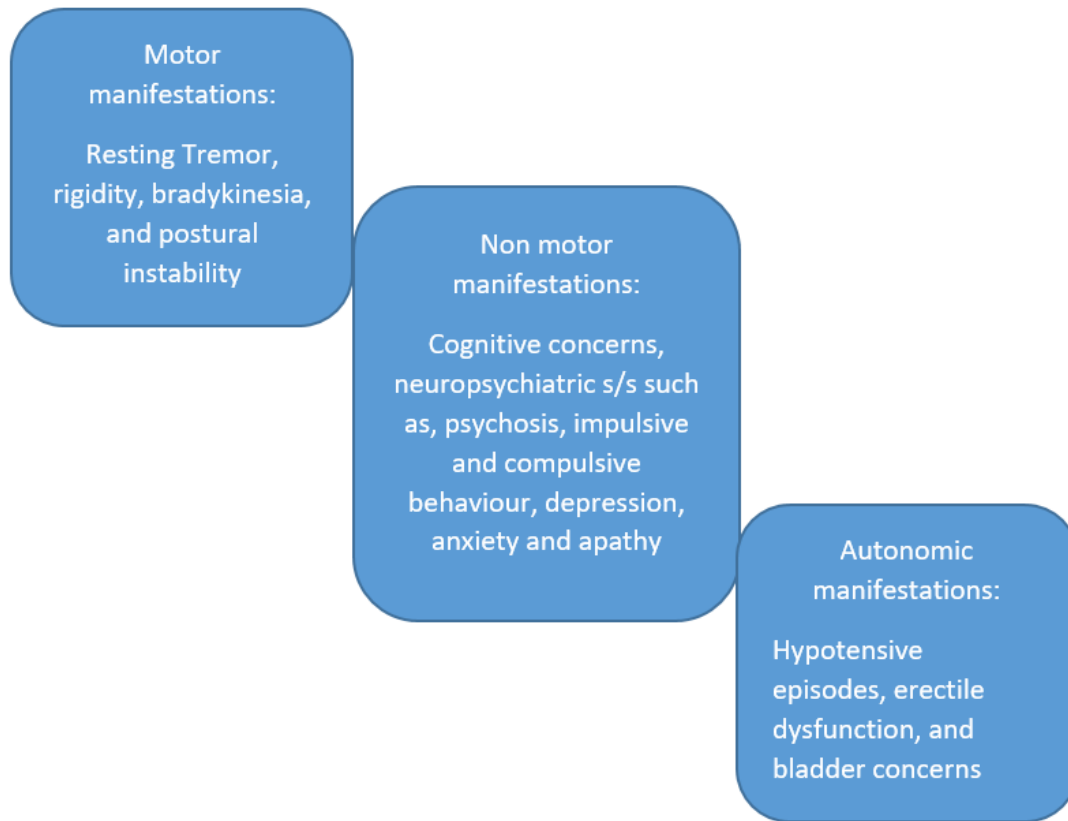 Motor
manifestations:
Resting Tremor,
rigidity, bradykinesia,
and postural
instability
Non motor
manifestations:
Cognitive concerns,
neuropsychiatric s/s such
as, psychosis, impulsive
and compulsive
behaviour, depression,
anxiety and apathy
Autonomic
manifestations:
Hypotensive
episodes, erectile
dysfunction, and
bladder concerns